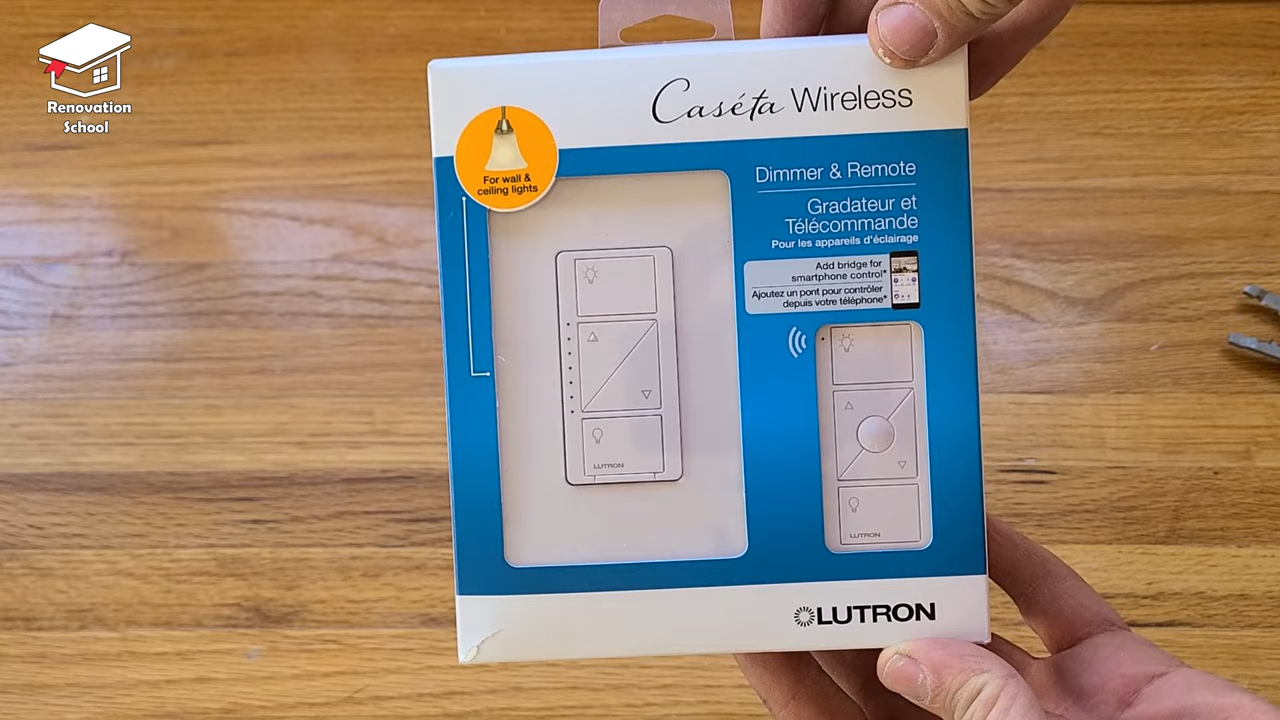 Renovation
School
Caséta Wireless
For wall &
ceiling lights
Dimmer & Remote
Gradateur et
Télécommande
Pour les appareils d'éclairage
Add bridge for
smartphone control*
Ajoutez un pont pour contrôler
depuis votre téléphone*
LUTRON
LUTRON
LUTRON